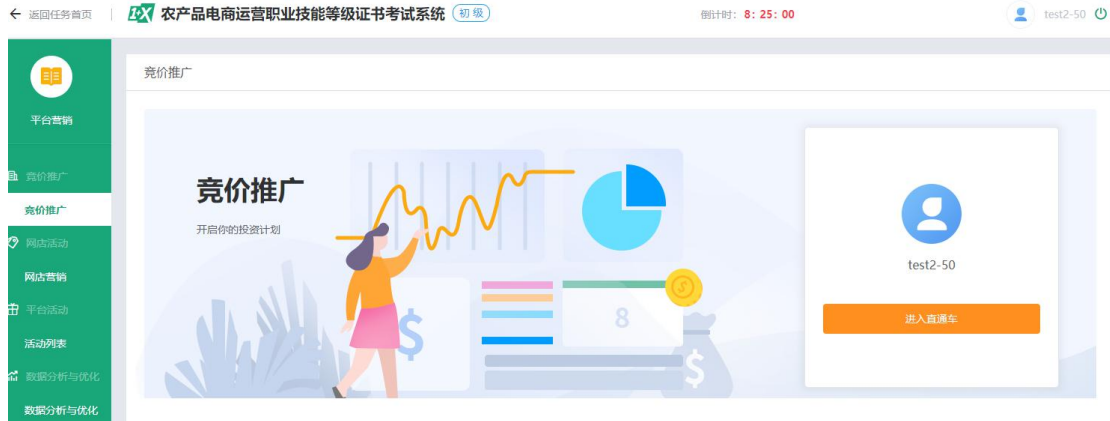 ← 返回任务首页
1+X 农产品电商运营职业技能等级证书考试系统 初级
倒计时: 8: 25: 00
test2-50
平台营销
竞价推广
竞价推广
网店活动
网店营销
平台活动
活动列表
数据分析与优化
数据分析与优化
竞价推广
竞价推广
开启你的投资计划
$
8
$
$
test2-50
进入直通车